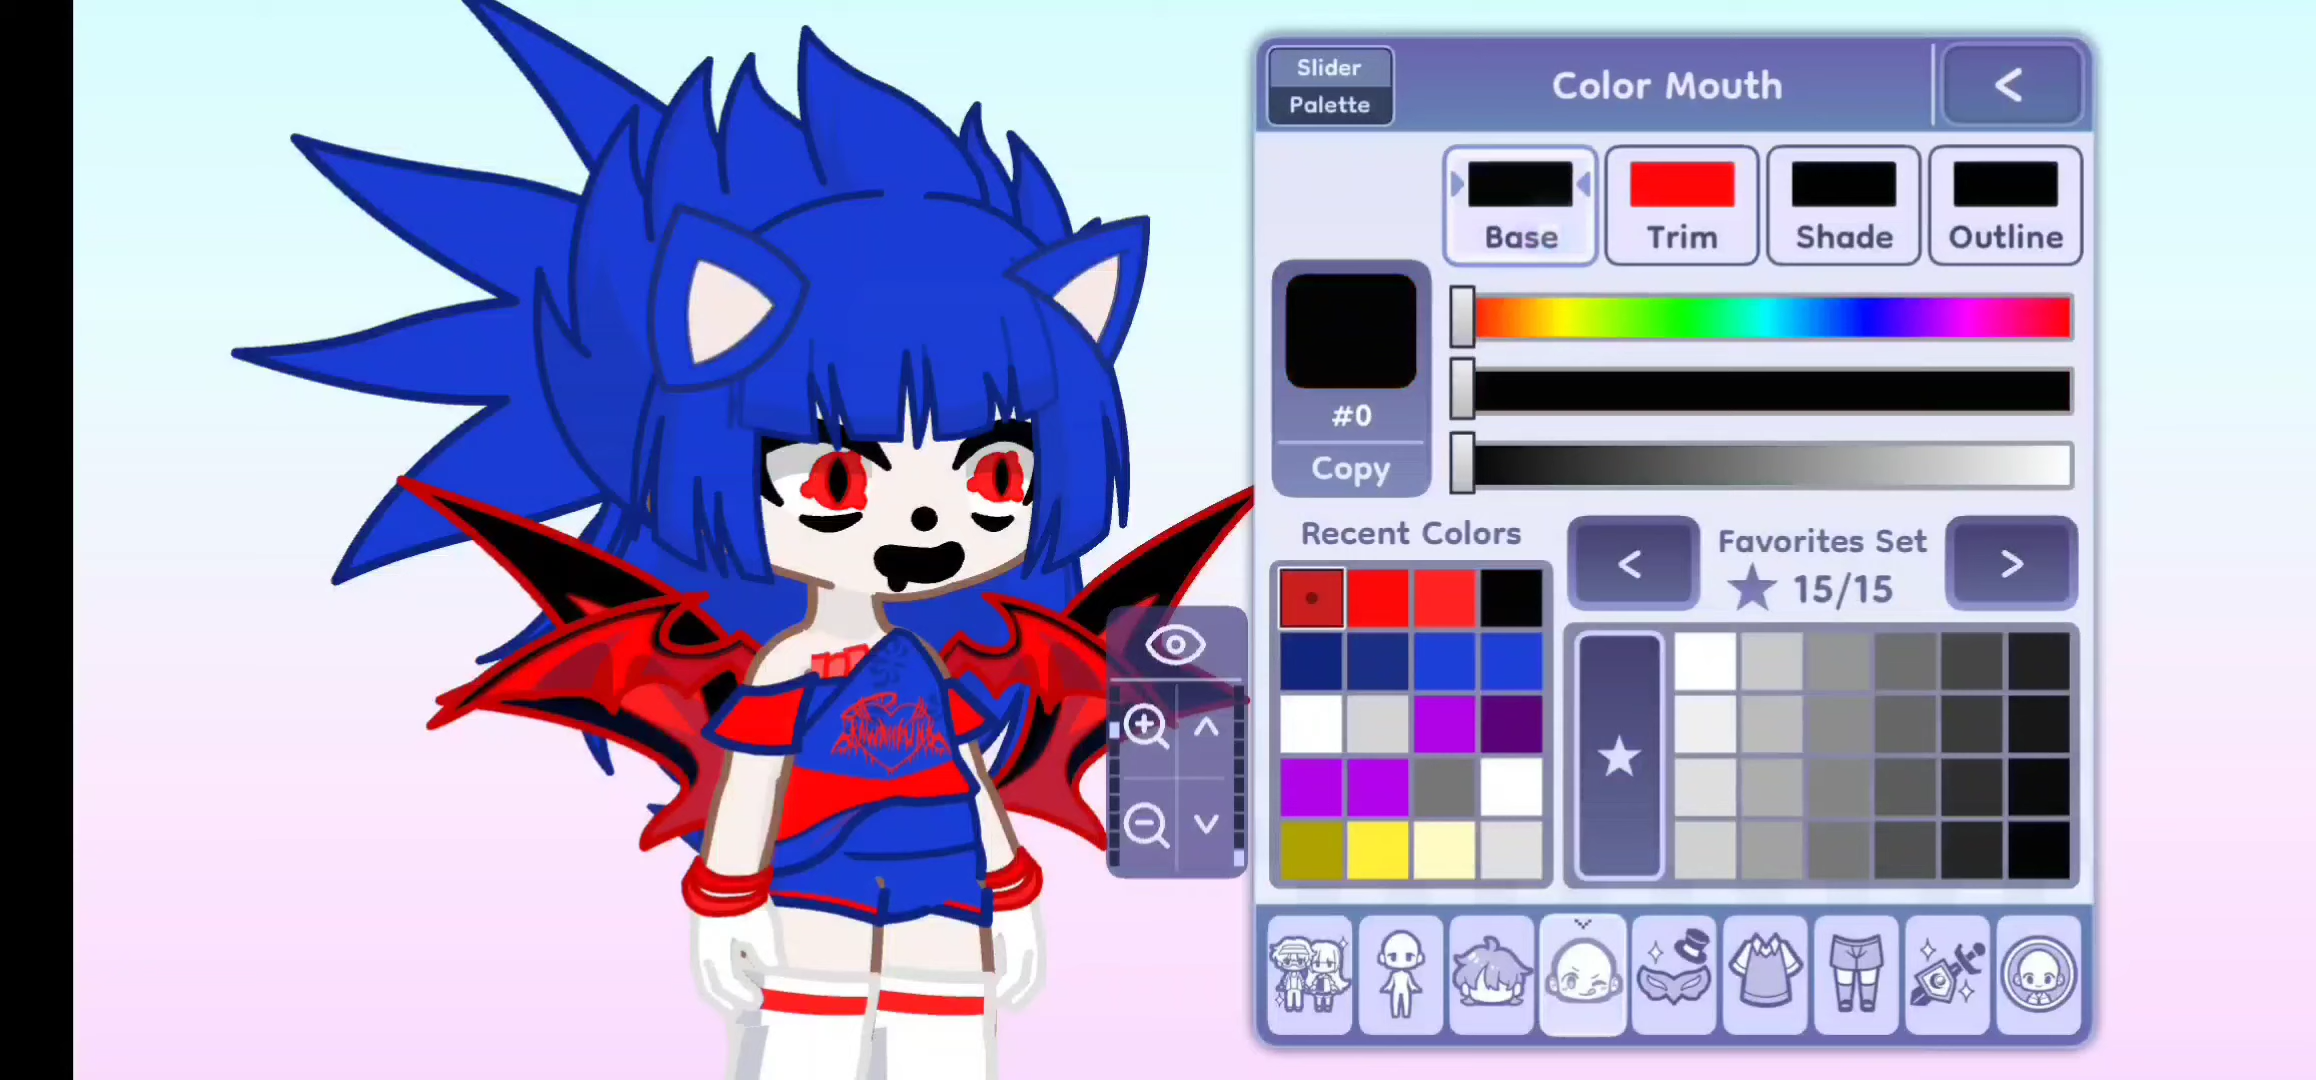 Slider
Palette
Color Mouth
<
Base
Trim
Shade
Outline
#0
Copy
Recent Colors
<
Favorites Set
15/15
>